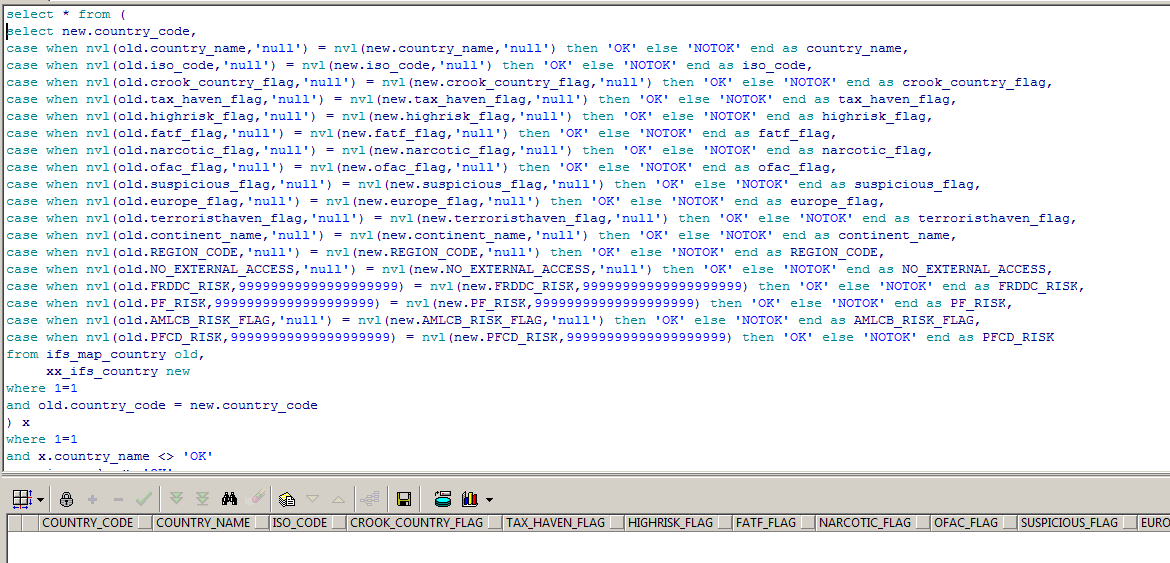 select * from (
select new.country_code,
case when nvl(old.country_name,'null') = nvl(new.country_name,'null') then 'OK' else 'NOTOK' end as country_name,
case when nvl(old.iso_code,'null') = nvl(new.iso_code,'null') then 'OK' else 'NOTOK' end as iso_code,
case when nvl(old.crook_country_flag,'null') = nvl(new.crook_country_flag,'null') then 'OK' else 'NOTOK' end as crook_country_flag,
case when nvl(old.tax_haven_flag,'null') = nvl(new.tax_haven_flag,'null') then 'OK' else 'NOTOK' end as tax_haven_flag,
case when nvl(old.highrisk_flag,'null') = nvl(new.highrisk_flag,'null') then 'OK' else 'NOTOK' end as highrisk_flag,
case when nvl(old.fatf_flag,'null') = nvl(new.fatf_flag,'null') then 'OK' else 'NOTOK' end as fatf_flag,
case when nvl(old.narcotic_flag,'null') = nvl(new.narcotic_flag,'null') then 'OK' else 'NOTOK' end as narcotic_flag,
case when nvl(old.ofac_flag,'null') = nvl(new.ofac_flag,'null') then 'OK' else 'NOTOK' end as ofac_flag,
case when nvl(old.suspicious_flag,'null') = nvl(new.suspicious_flag,'null') then 'OK' else 'NOTOK' end as suspicious_flag,
case when nvl(old.europe_flag,'null') = nvl(new.europe_flag,'null') then 'OK' else 'NOTOK' end as europe_flag,
case when nvl(old.terroristhaven_flag,'null') = nvl(new.terroristhaven_flag,'null') then 'OK' else 'NOTOK' end as terroristhaven_flag,
case when nvl(old.continent_name,'null') = nvl(new.continent_name,'null') then 'OK' else 'NOTOK' end as continent_name,
case when nvl(old.REGION_CODE,'null') = nvl(new.REGION_CODE,'null') then 'OK' else 'NOTOK' end as REGION_CODE,
case when nvl(old.NO_EXTERNAL_ACCESS,'null') = nvl(new.NO_EXTERNAL_ACCESS,'null') then 'OK' else 'NOTOK' end as NO_EXTERNAL_ACCESS,
case when nvl(old.FRDDC_RISK,99999999999999999999) = nvl(new.FRDDC_RISK,99999999999999999999) then 'OK' else 'NOTOK' end as FRDDC_RISK,
case when nvl(old.PF_RISK,99999999999999999999) = nvl(new.PF_RISK,99999999999999999999) then 'OK' else 'NOTOK' end as PF_RISK,
case when nvl(old.AMLCB_RISK_FLAG,'null') = nvl(new.AMLCB_RISK_FLAG,'null') then 'OK' else 'NOTOK' end as AMLCB_RISK_FLAG,
case when nvl(old.PFCD_RISK,99999999999999999999) = nvl(new.PFCD_RISK,99999999999999999999) then 'OK' else 'NOTOK' end as PFCD_RISK
from ifs_map_country old,
xx_ifs_country new
where 1=1
and old.country_code = new.country_code
) x
where 1=1
and x.country_name <> 'OK'
COUNTRY_CODE COUNTRY_NAME ISO_CODE CROOK_COUNTRY_FLAG TAX_HAVEN_FLAG HIGHRISK_FLAG FATF_FLAG NARCOTIC_FLAG OFAC_FLAG SUSPICIOUS_FLAG EURO